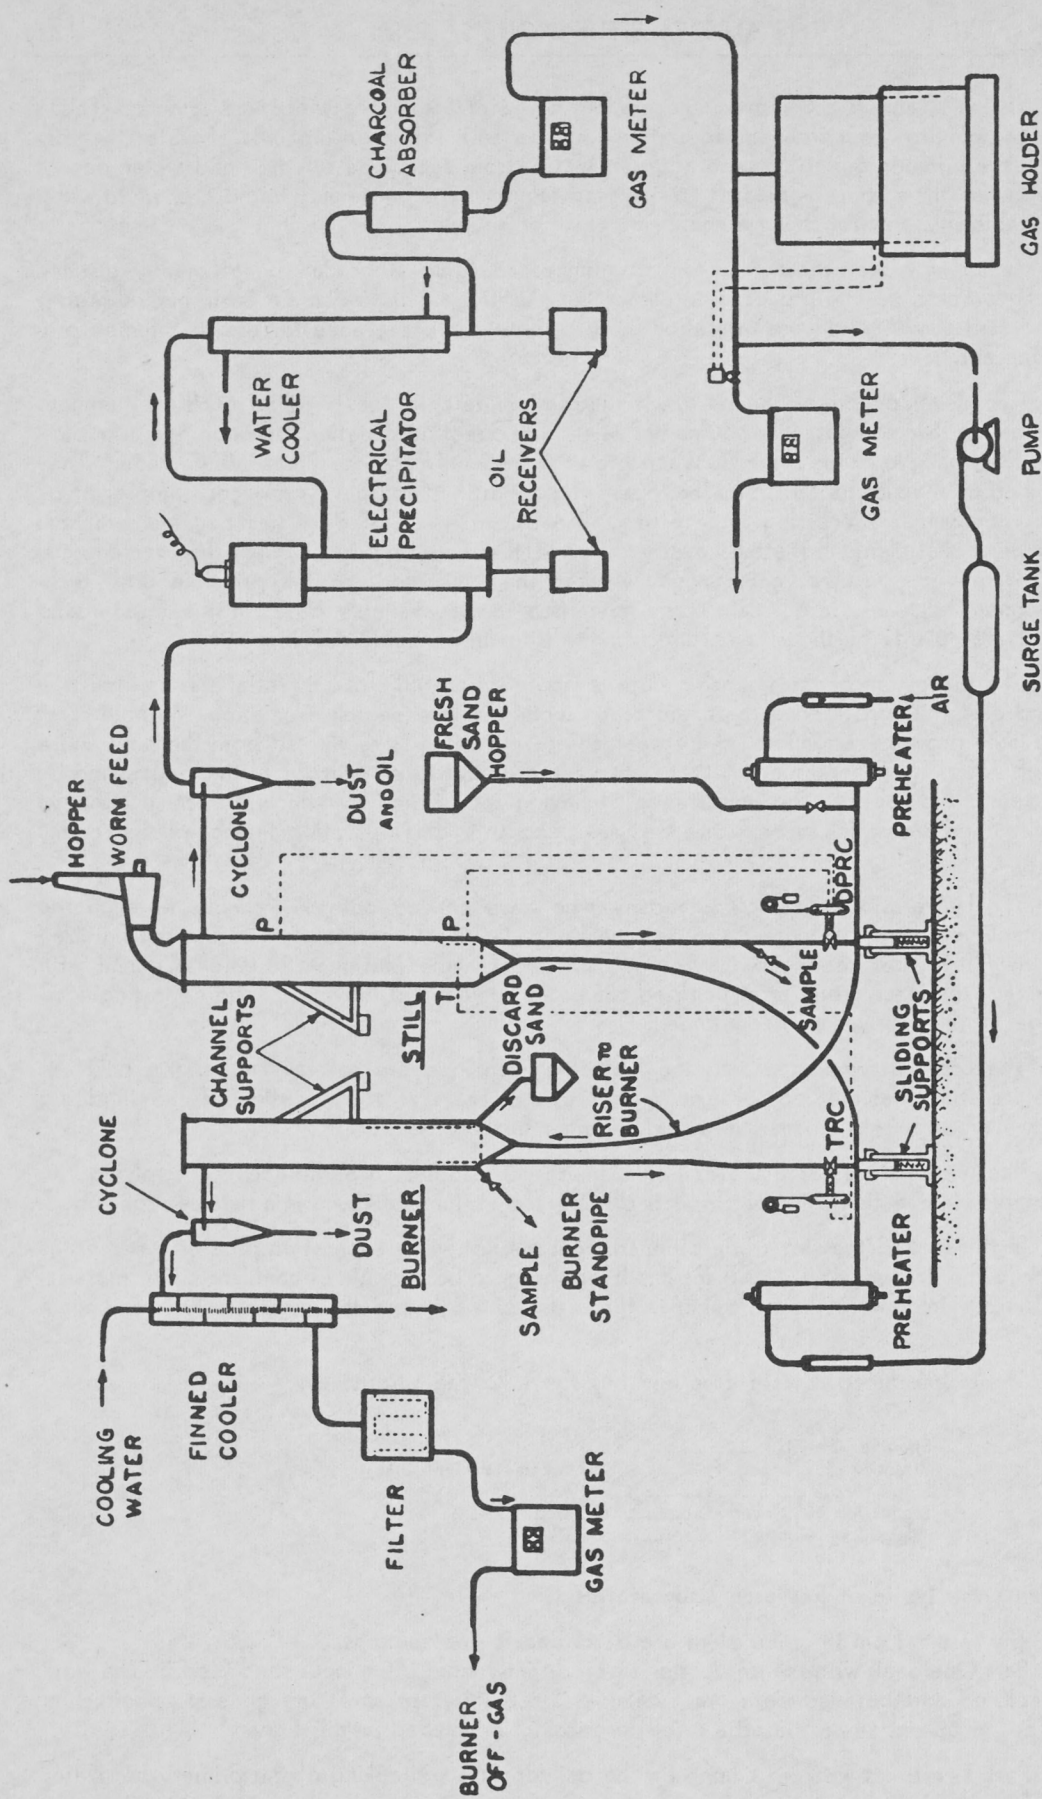 COOLING
WATER
FINNED
COOLER
FILTER
GAS METER
BURNER
OFF-GAS
CYCLONE
DUST
BURNER
SAMPLE
BURNER
STANDPIPE
CHANNEL
SUPPORTS
STILL
DISCARD
SAND
RISER TO
BURNER
TRC
PREHEATER
SLIDING
SUPPORTS
HOPPER
WORM FEED
CYCLONE
DUST
AND OIL
P
P
T
SAMPLE
DPRC
FRESH
SAND
HOPPER
PREHEATER
AIR
ELECTRICAL
PRECIPITATOR
WATER
COOLER
OIL
RECEIVERS
CHARCOAL
ABSORBER
GAS METER
GAS METER
SURGE TANK
PUMP
GAS HOLDER